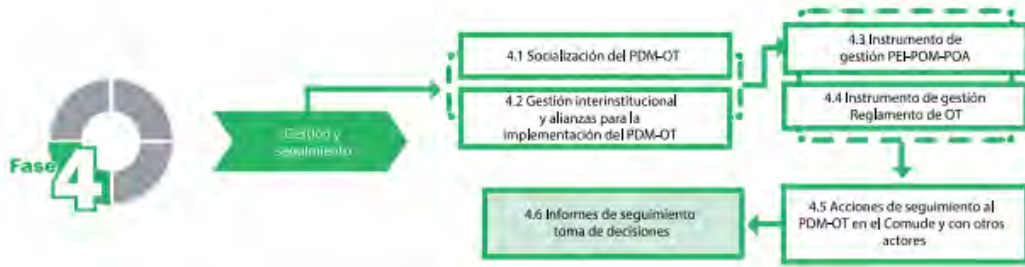 Fase 4
Gestión y
seguimiento
4.1 Socialización del PDM-OT
4.2 Gestión interinstitucional
y alianzas para la
implementación del PDM-OT
4.3 Instrumento de
gestión PEI-POM-POA
4.4 Instrumento de gestión
Reglamento de OT
4.5 Acciones de seguimiento al
PDM-OT en el Comude y con otros
actores
4.6 Informes de seguimiento
toma de decisiones